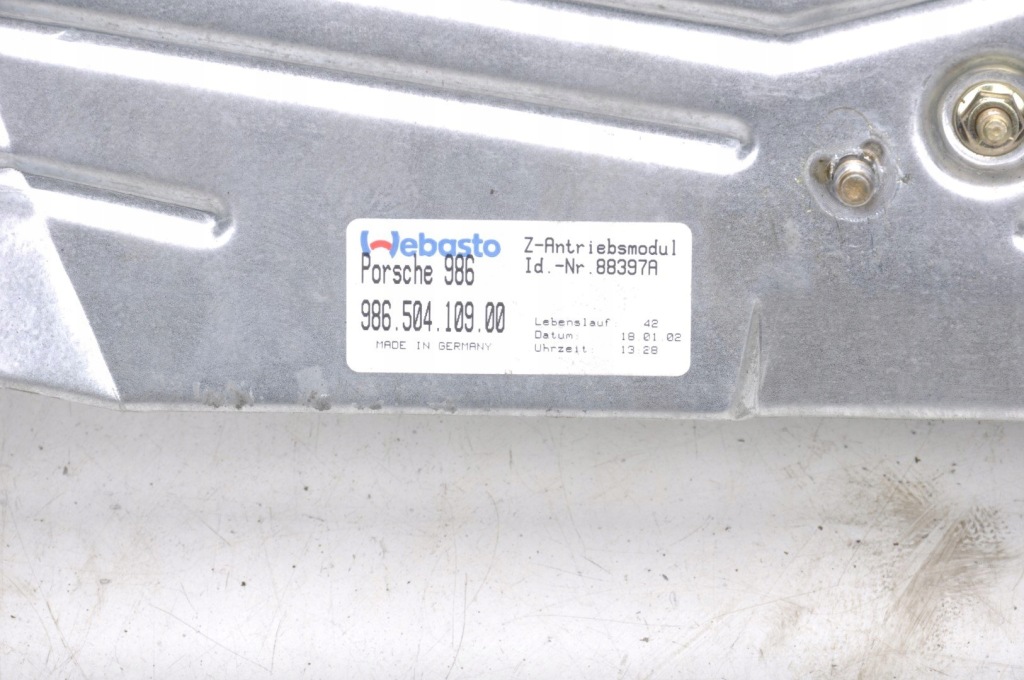 Webasto
Porsche 986
986.504.109.00
MADE IN GERMANY
Z-Antriebsmodul
Id.-Nr.88397A
Lebenslauf: 42
Datum: 18.01.02
Uhrzeit: 13:28